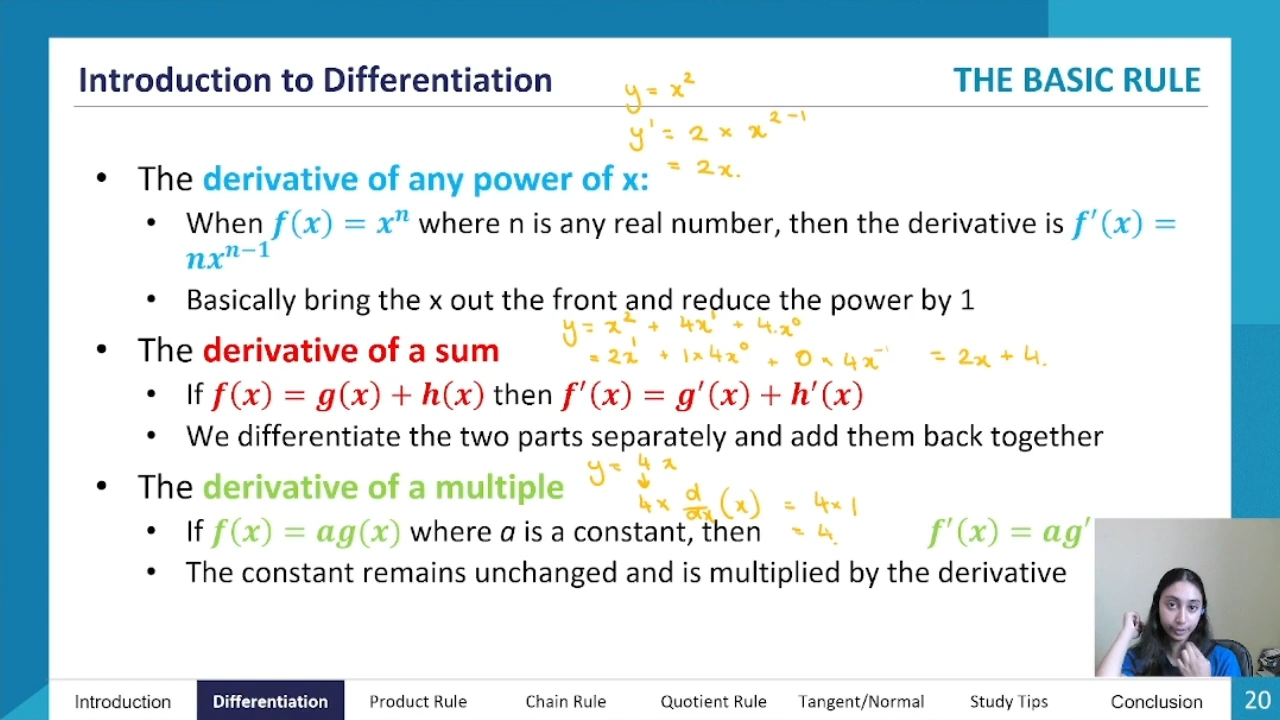 Introduction to Differentiation
THE BASIC RULE
y = x²
y' = 2 × x²⁻¹
= 2x.
• The derivative of any power of x:
• When f(x) = xⁿ where n is any real number, then the derivative is f′(x) =
nxⁿ⁻¹
• Basically bring the x out the front and reduce the power by 1
y = x² + 4x¹ + 4.x⁰
• The derivative of a sum
= 2x¹ + 1×4x⁰ + 0×4x⁻¹ = 2x + 4.
• If f(x) = g(x) + h(x) then f′(x) = g′(x) + h′(x)
• We differentiate the two parts separately and add them back together
y = 4x
• The derivative of a multiple
↓
4× d/dx (x) = 4×1
= 4.
• If f(x) = ag(x) where a is a constant, then f′(x) = ag′
• The constant remains unchanged and is multiplied by the derivative
Introduction
Differentiation
Product Rule
Chain Rule
Quotient Rule
Tangent/Normal
Study Tips
Conclusion
20